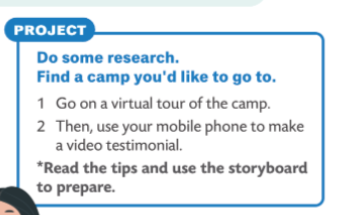 PROJECT
Do some research.
Find a camp you'd like to go to.
1 Go on a virtual tour of the camp.
2 Then, use your mobile phone to make
a video testimonial.
*Read the tips and use the storyboard
to prepare.